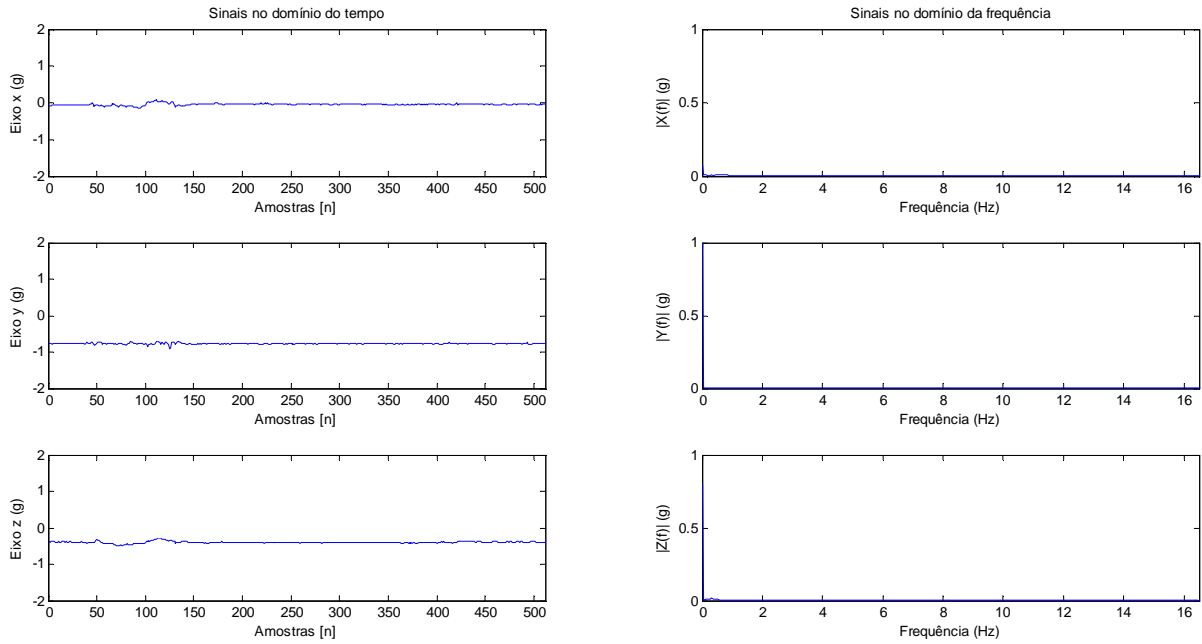 Sinais no domínio do tempo
2
1
0
-1
-2
Eixo x (g)
0 50 100 150 200 250 300 350 400 450 500
Amostras [n]
Sinais no domínio da frequência
1
0.5
0
|X(f)| (g)
0 2 4 6 8 10 12 14 16
Frequência (Hz)
2
1
0
-1
-2
Eixo y (g)
0 50 100 150 200 250 300 350 400 450 500
Amostras [n]
1
0.5
0
|Y(f)| (g)
0 2 4 6 8 10 12 14 16
Frequência (Hz)
2
1
0
-1
-2
Eixo z (g)
0 50 100 150 200 250 300 350 400 450 500
Amostras [n]
1
0.5
0
|Z(f)| (g)
0 2 4 6 8 10 12 14 16
Frequência (Hz)